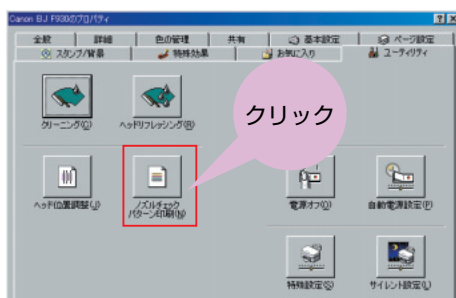 Canon BJ F930のプロパティ
全般 詳細 色の管理 共有 基本設定 ページ設定
スタンプ/背景 特殊効果 お気に入り ユーティリティ
クリック
クリーニング(C) ヘッドリフレッシング(R)
ヘッド位置調整(J) ノズルチェック
パターン印刷(N) 電源オフ(O) 自動電源設定(P)
特殊設定(S) サイレント設定(L)